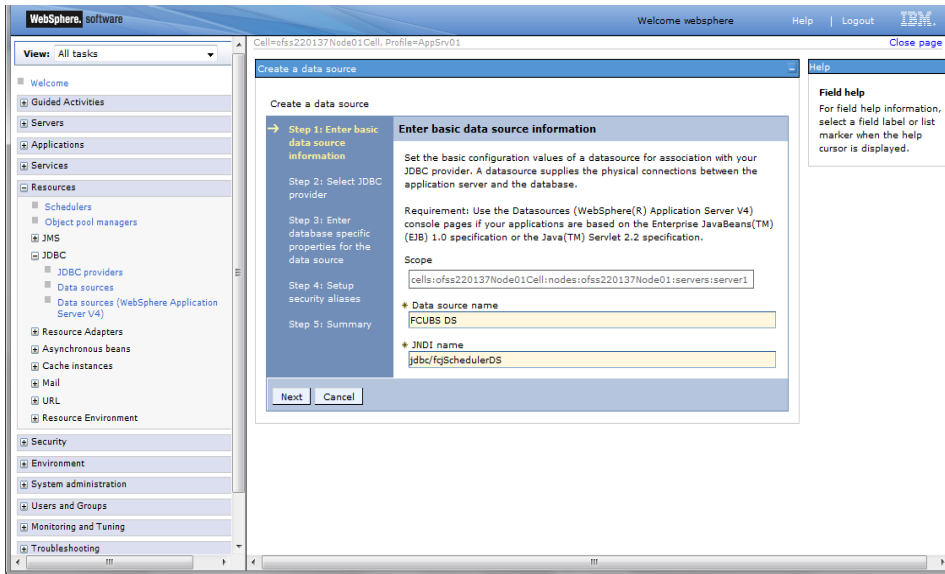 WebSphere. software
Welcome websphere
Help | Logout
IBM.
View: All tasks
Cell=ofss220137Node01Cell, Profile=AppSrv01
Close page
Welcome
Guided Activities
Servers
Applications
Services
Resources
Schedulers
Object pool managers
JMS
JDBC
JDBC providers
Data sources
Data sources (WebSphere Application
Server V4)
Resource Adapters
Asynchronous beans
Cache instances
Mail
URL
Resource Environment
Security
Environment
System administration
Users and Groups
Monitoring and Tuning
Troubleshooting
Create a data source
Create a data source
Step 1: Enter basic
data source
information
Step 2: Select JDBC
provider
Step 3: Enter
database specific
properties for the
data source
Step 4: Setup
security aliases
Step 5: Summary
Enter basic data source information
Set the basic configuration values of a datasource for association with your
JDBC provider. A datasource supplies the physical connections between the
application server and the database.
Requirement: Use the Datasources (WebSphere(R) Application Server V4)
console pages if your applications are based on the Enterprise JavaBeans(TM)
(EJB) 1.0 specification or the Java(TM) Servlet 2.2 specification.
Scope
cells:ofss220137Node01Cell:nodes:ofss220137Node01:servers:server1
* Data source name
FCUBS DS
* JNDI name
jdbc/fcjSchedulerDS
Next
Cancel
Help
Field help
For field help information,
select a field label or list
marker when the help
cursor is displayed.